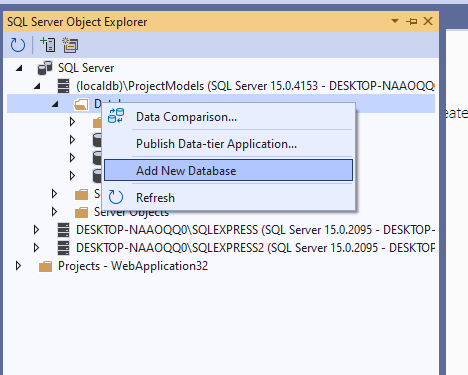 SQL Server Object Explorer
SQL Server
(localdb)\ProjectModels (SQL Server 15.0.4153 - DESKTOP-NAAOQQ
Data Comparison...
Publish Data-tier Application...
Add New Database
Refresh
Server Objects
DESKTOP-NAAOQQ0\SQLEXPRESS (SQL Server 15.0.2095 - DESKTOP-
DESKTOP-NAAOQQ0\SQLEXPRESS2 (SQL Server 15.0.2095 - DESKTOP
Projects - WebApplication32
eate